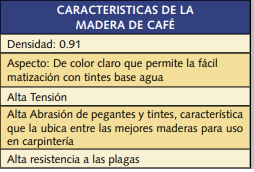 CARACTERISTICAS DE LA
MADERA DE CAFÉ
Densidad: 0.91
Aspecto: De color claro que permite la fácil
matización con tintes base agua
Alta Tensión
Alta Abrasión de pegantes y tintes, característica
que la ubica entre las mejores maderas para uso
en carpintería
Alta resistencia a las plagas